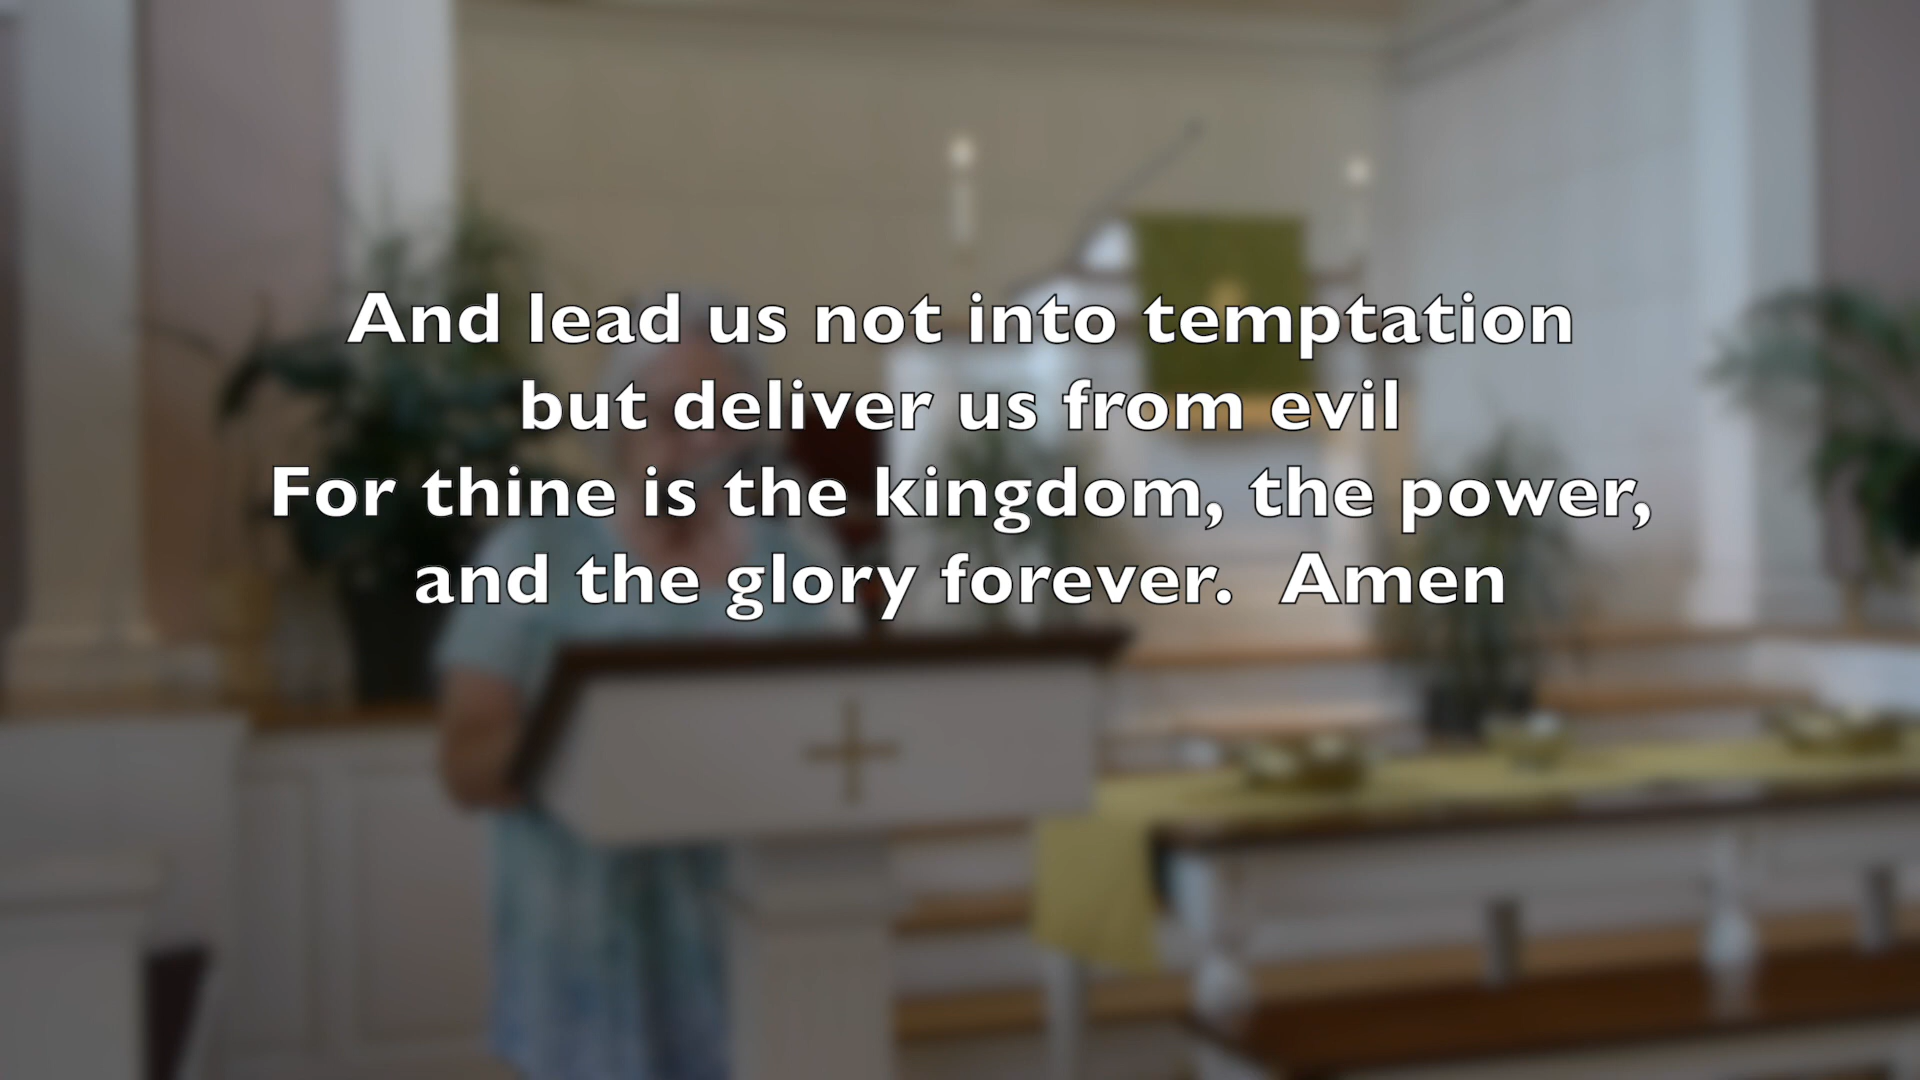 And lead us not into temptation
but deliver us from evil
For thine is the kingdom, the power,
and the glory forever.  Amen